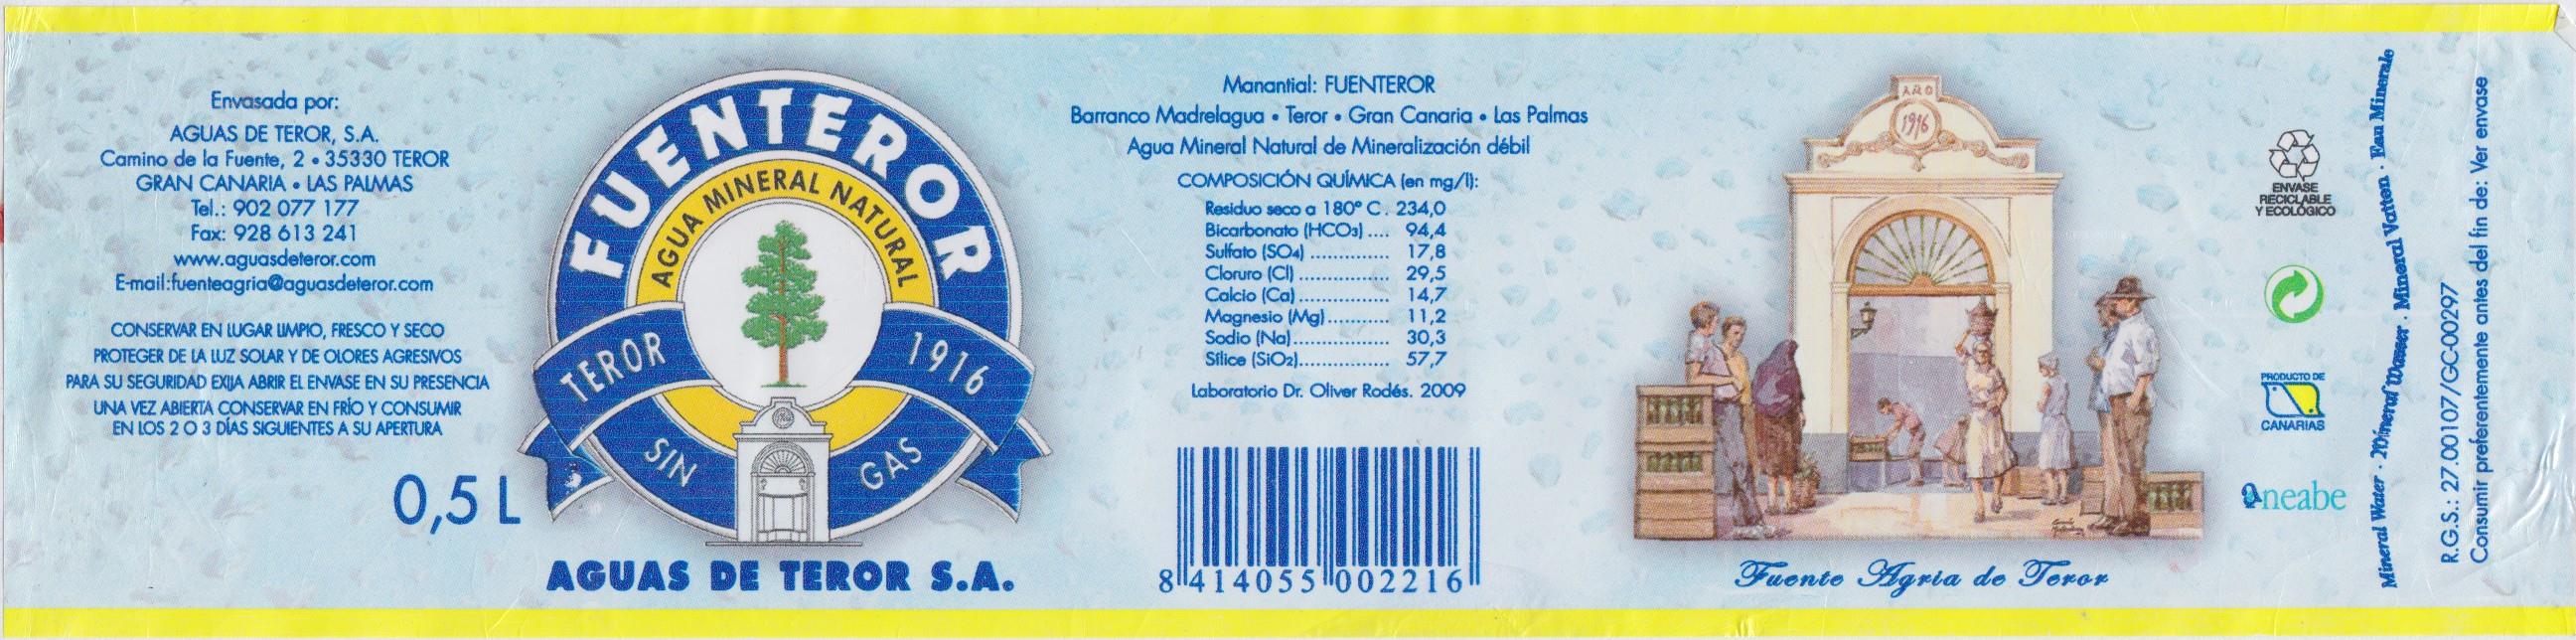 Envasada por:
AGUAS DE TEROR, S.A.
Camino de la Fuente, 2 • 35330 TEROR
GRAN CANARIA • LAS PALMAS
Tel.: 902 077 177
Fax: 928 613 241
www.aguasdeteror.com
E-mail:fuenteagria@aguasdeteror.com
CONSERVAR EN LUGAR LIMPIO, FRESCO Y SECO
PROTEGER DE LA LUZ SOLAR Y DE OLORES AGRESIVOS
PARA SU SEGURIDAD EXIJA ABRIR EL ENVASE EN SU PRESENCIA
UNA VEZ ABIERTA CONSERVAR EN FRÍO Y CONSUMIR
EN LOS 2 O 3 DÍAS SIGUIENTES A SU APERTURA
0,5 L
FUENTEROR
AGUA MINERAL NATURAL
TEROR 1916
SIN GAS
AGUAS DE TEROR S.A.
Manantial: FUENTEROR
Barranco Madrelagua • Teror • Gran Canaria • Las Palmas
Agua Mineral Natural de Mineralización débil
COMPOSICIÓN QUÍMICA (en mg/l):
Residuo seco a 180º C. 234,0
Bicarbonato (HCO3) .... 94,4
Sulfato (SO4) ............... 17,8
Cloruro (Cl) ................. 29,5
Calcio (Ca) ................. 14,7
Magnesio (Mg) ........... 11,2
Sodio (Na) ................. 30,3
Sílice (SiO2) ................. 57,7
Laboratorio Dr. Oliver Rodés. 2009
8 414055 002216
AÑO
1916
Fuente Agria de Teror
ENVASE
RECICLABLE
Y ECOLÓGICO
PRODUCTO DE
CANARIAS
aneabe
Mineral Water . Mineral Wasser . Mineral Vatten . Eau Minerale
R.G.S.: 27.00107/GC-00297
Consumir preferentemente antes del fin de: Ver envase